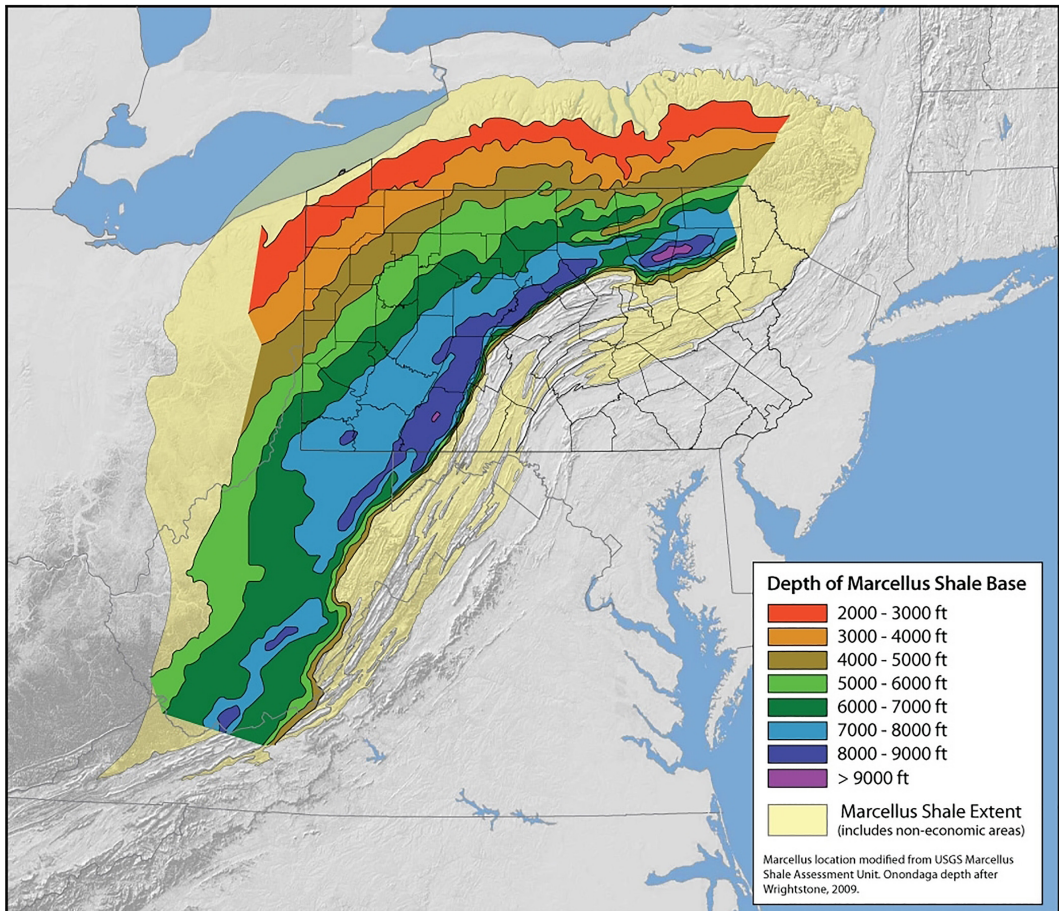 Depth of Marcellus Shale Base
2000 - 3000 ft
3000 - 4000 ft
4000 - 5000 ft
5000 - 6000 ft
6000 - 7000 ft
7000 - 8000 ft
8000 - 9000 ft
> 9000 ft
Marcellus Shale Extent
(includes non-economic areas)
Marcellus location modified from USGS Marcellus
Shale Assessment Unit. Onondaga depth after
Wrightstone, 2009.